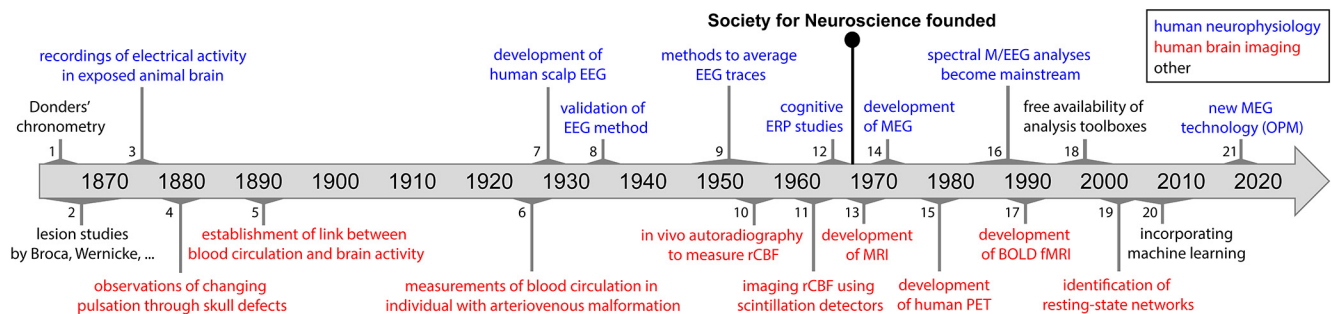 Society for Neuroscience founded
human neurophysiology
human brain imaging
other
recordings of electrical activity
in exposed animal brain
development of
human scalp EEG
methods to average
EEG traces
spectral M/EEG analyses
become mainstream
Donders’
chronometry
validation of
EEG method
cognitive
ERP studies
development
of MEG
free availability of
analysis toolboxes
new MEG
technology (OPM)
1 3 7 8 9 12 14 16 18 21
1870 1880 1890 1900 1910 1920 1930 1940 1950 1960 1970 1980 1990 2000 2010 2020
2 4 5 6 10 11 13 15 17 19 20
lesion studies
by Broca, Wernicke, ...
establishment of link between
blood circulation and brain activity
in vivo autoradiography
to measure rCBF
development
of MRI
development
of BOLD fMRI
incorporating
machine learning
observations of changing
pulsation through skull defects
measurements of blood circulation in
individual with arteriovenous malformation
imaging rCBF using
scintillation detectors
development
of human PET
identification of
resting-state networks